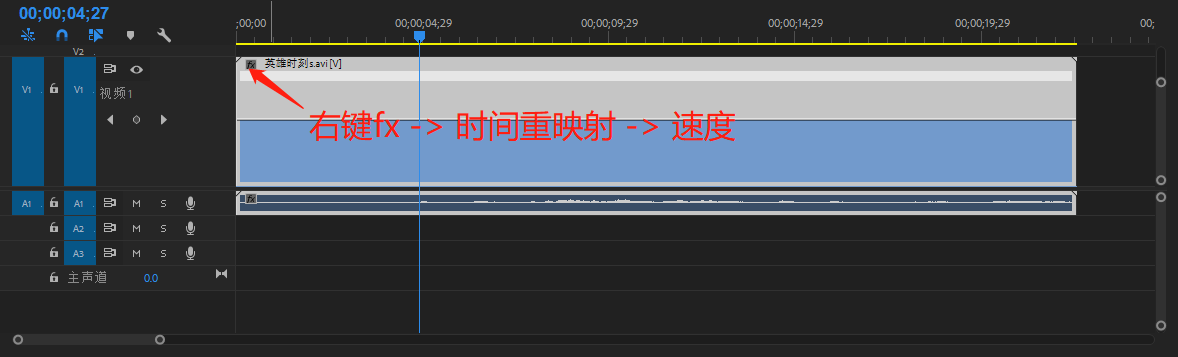 00;00;04;27
;00;00
00;00;04;29
00;00;09;29
00;00;14;29
00;00;19;29
00;
V2
fx 英雄时刻s.avi [V]
V1 V1
视频1
右键fx -> 时间重映射 -> 速度
fx
A1 A1 M S
A2 M S
A3 M S
主声道 0.0